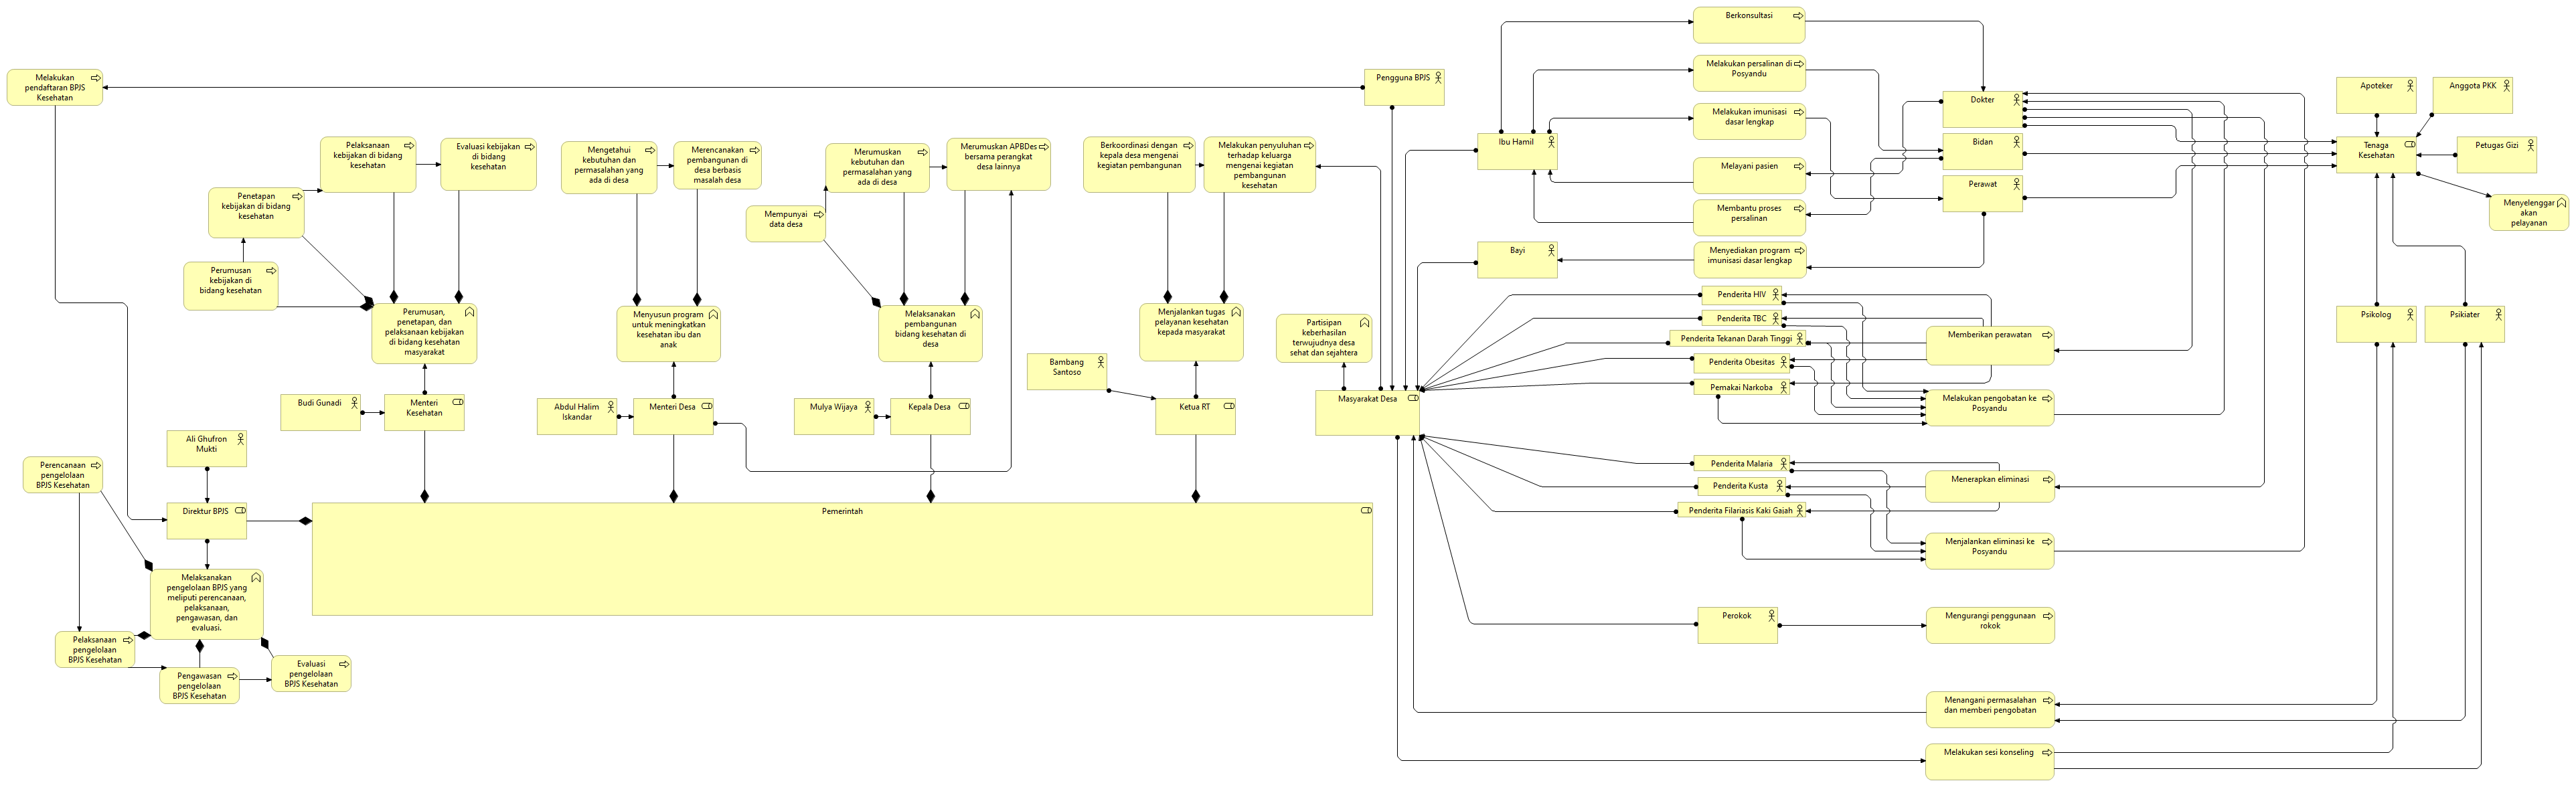 Berkonsultasi
Melakukan
pendaftaran BPJS
Kesehatan
Pengguna BPJS
Melakukan persalinan di
Posyandu
Melakukan imunisasi
dasar lengkap
Melayani pasien
Membantu proses
persalinan
Menyediakan program
imunisasi dasar lengkap
Ibu Hamil
Bayi
Dokter
Bidan
Perawat
Apoteker
Anggota PKK
Tenaga
Kesehatan
Petugas Gizi
Menyelenggar
akan
pelayanan
Psikolog
Psikiater
Pelaksanaan
kebijakan di bidang
kesehatan
Evaluasi kebijakan
di bidang
kesehatan
Penetapan
kebijakan di bidang
kesehatan
Perumusan
kebijakan di
bidang kesehatan
Perumusan,
penetapan, dan
pelaksanaan kebijakan
di bidang kesehatan
masyarakat
Mengetahui
kebutuhan dan
permasalahan yang
ada di desa
Merencanakan
pembangunan di
desa berbasis
masalah desa
Menyusun program
untuk meningkatkan
kesehatan ibu dan
anak
Mempunyai
data desa
Merumuskan
kebutuhan dan
permasalahan yang
ada di desa
Merumuskan APBDes
bersama perangkat
desa lainnya
Melaksanakan
pembangunan
bidang kesehatan di
desa
Berkoordinasi dengan
kepala desa mengenai
kegiatan pembangunan
Melakukan penyuluhan
terhadap keluarga
mengenai kegiatan
pembangunan
kesehatan
Menjalankan tugas
pelayanan kesehatan
kepada masyarakat
Partisipan
keberhasilan
terwujudnya desa
sehat dan sejahtera
Budi Gunadi
Menteri
Kesehatan
Abdul Halim
Iskandar
Menteri Desa
Mulya Wijaya
Kepala Desa
Bambang
Santoso
Ketua RT
Masyarakat Desa
Penderita HIV
Penderita TBC
Penderita Tekanan Darah Tinggi
Penderita Obesitas
Pemakai Narkoba
Memberikan perawatan
Melakukan pengobatan ke
Posyandu
Penderita Malaria
Penderita Kusta
Penderita Filariasis Kaki Gajah
Menerapkan eliminasi
Menjalankan eliminasi ke
Posyandu
Perokok
Mengurangi penggunaan
rokok
Menangani permasalahan
dan memberi pengobatan
Melakukan sesi konseling
Ali Ghufron
Mukti
Perencanaan
pengelolaan
BPJS Kesehatan
Direktur BPJS
Pemerintah
Melaksanakan
pengelolaan BPJS yang
meliputi perencanaan,
pelaksanaan,
pengawasan, dan
evaluasi.
Pelaksanaan
pengelolaan
BPJS Kesehatan
Pengawasan
pengelolaan
BPJS Kesehatan
Evaluasi
pengelolaan
BPJS Kesehatan